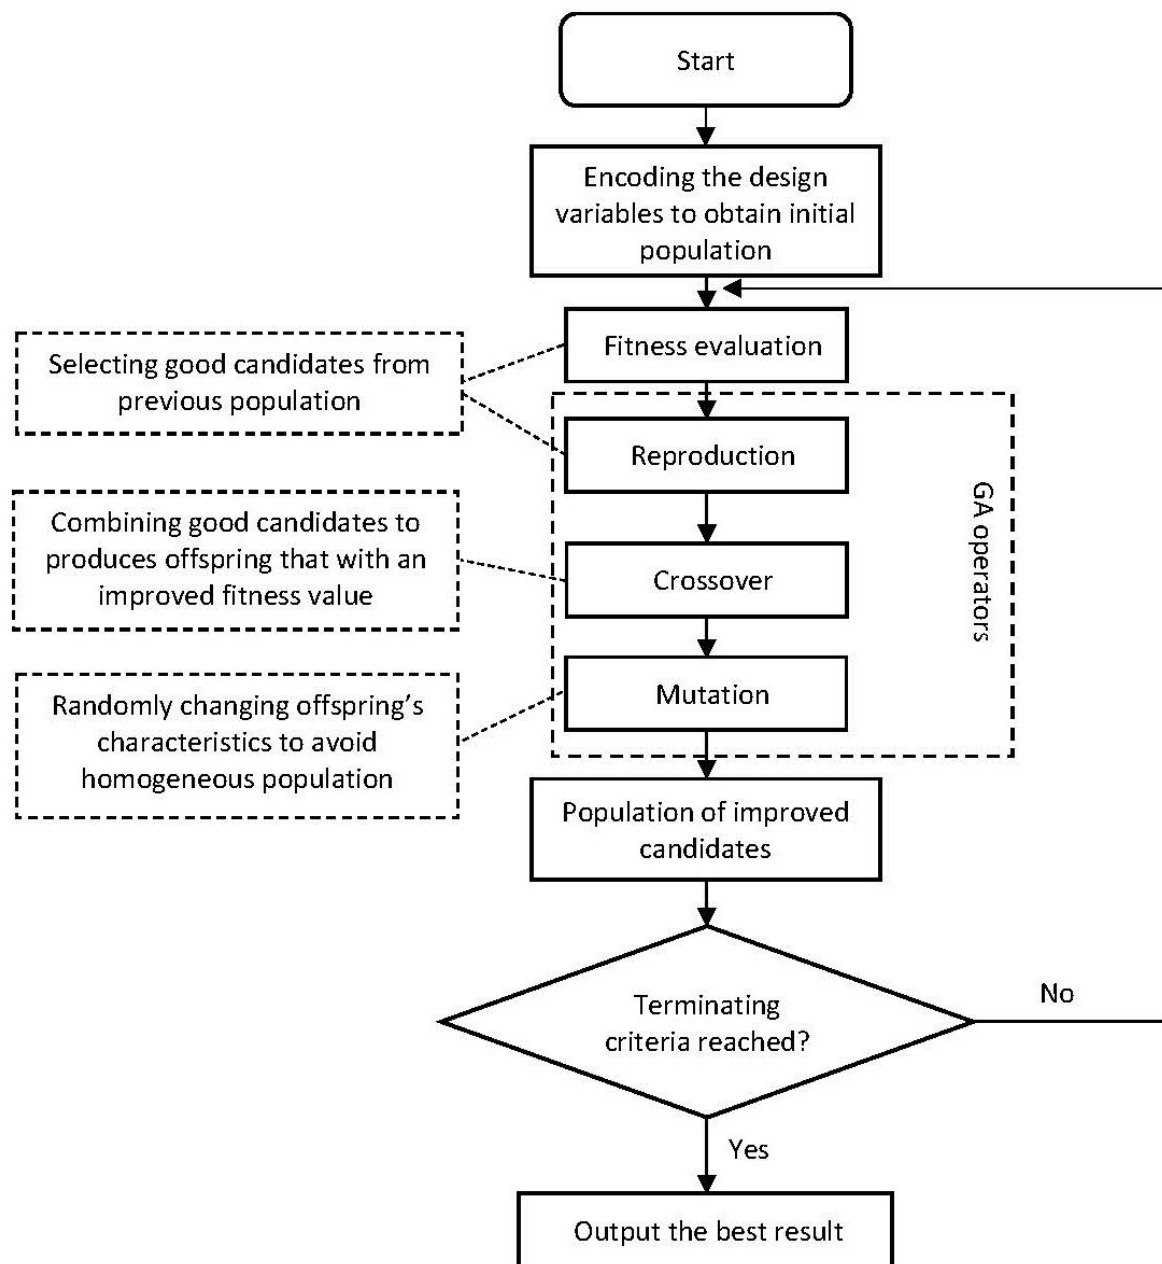 Start
Encoding the design
variables to obtain initial
population
Fitness evaluation
Selecting good candidates from
previous population
Reproduction
Combining good candidates to
produces offspring that with an
improved fitness value
Crossover
GA operators
Randomly changing offspring’s
characteristics to avoid
homogeneous population
Mutation
Population of improved
candidates
Terminating
criteria reached?
No
Yes
Output the best result